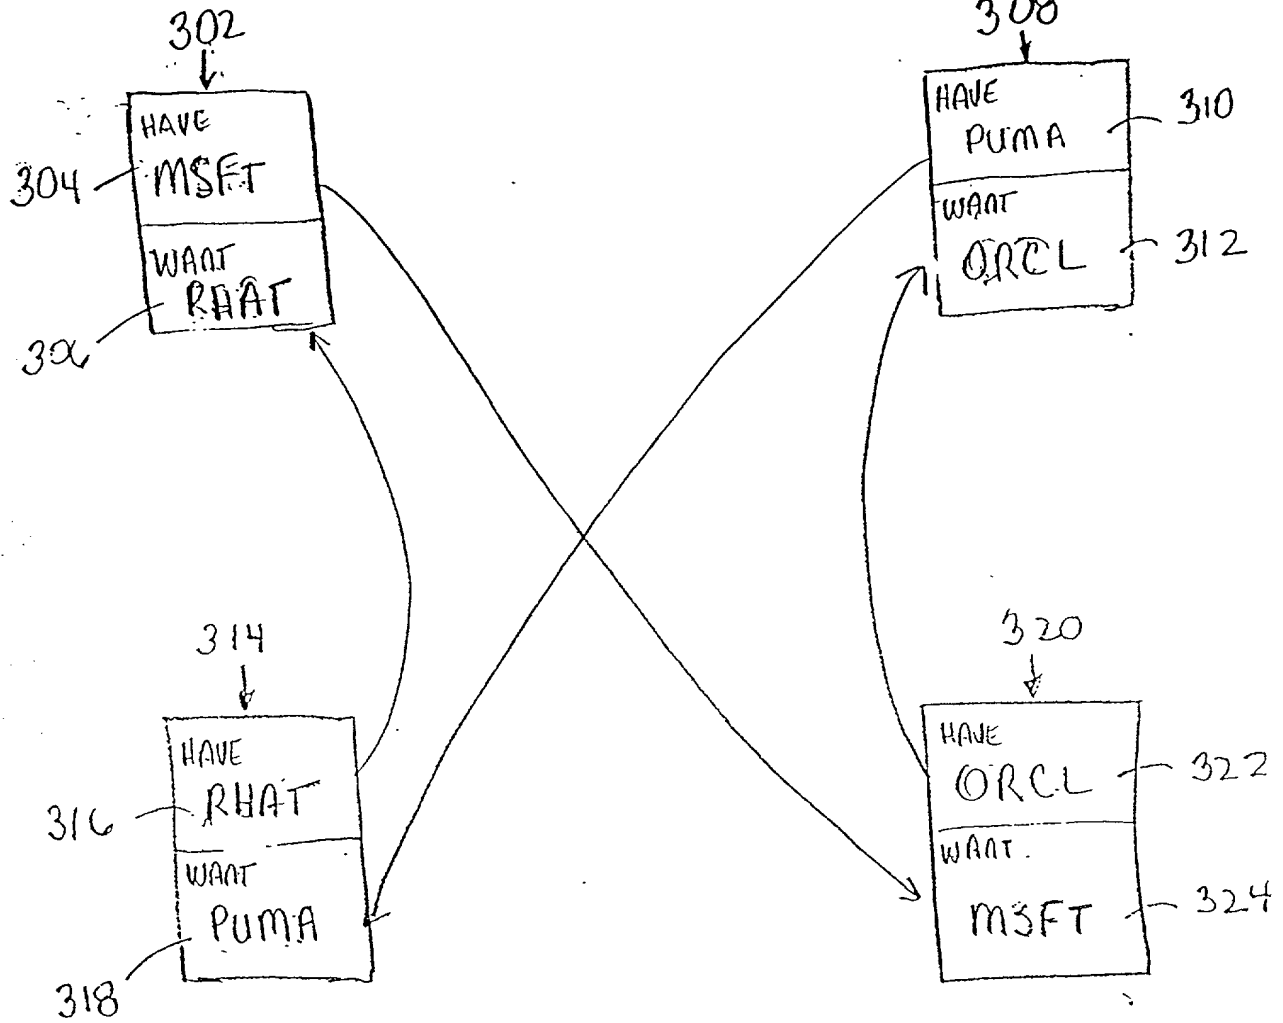 302
HAVE
304 MSFT
WANT
306 RHAT
308
HAVE
PUMA 310
WANT
ORCL 312
314
HAVE
316 RHAT
WANT
318 PUMA
320
HAVE
ORCL 322
WANT.
MSFT 324